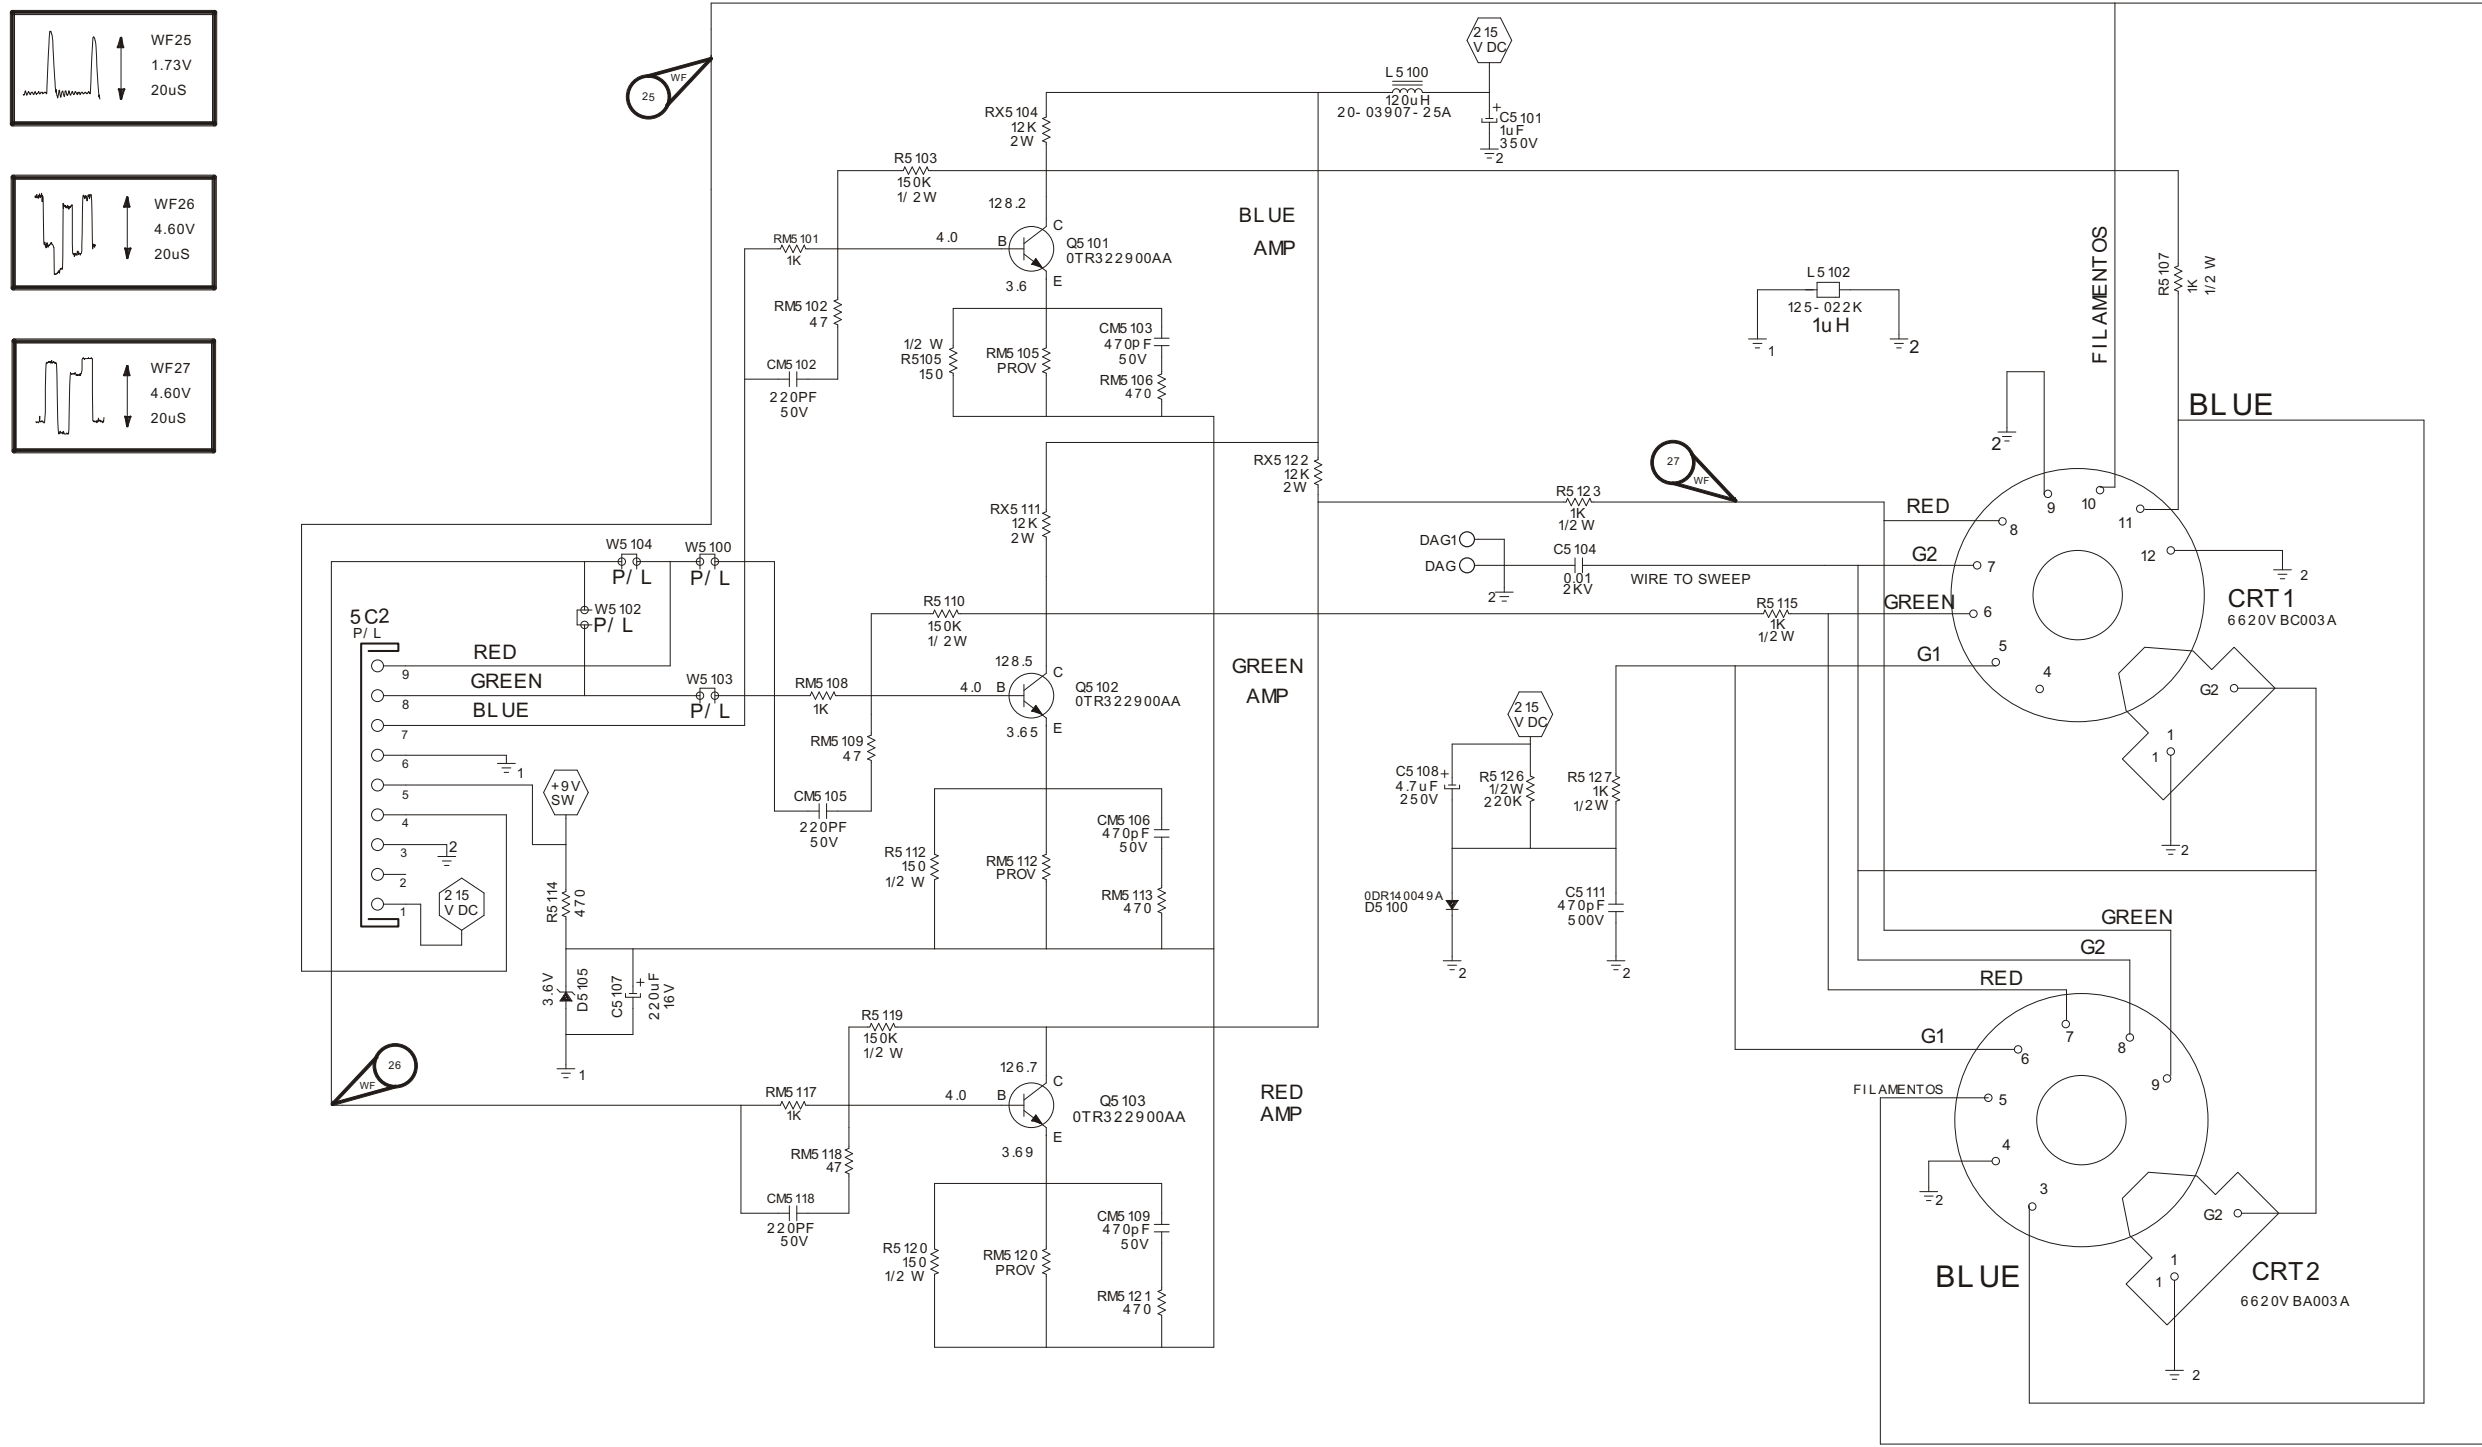 WF25
1.73V
20uS
WF26
4.60V
20uS
WF27
4.60V
20uS
25
WF
215
V DC
L5100
120uH
20-03907-25A
C5101
1uF
350V
2
RX5104
12K
2W
R5103
150K
1/2W
128.2
BLUE
AMP
RM5101
1K
4.0
B
C
E
Q5101
0TR322900AA
3.6
RM5102
47
CM5102
220PF
50V
1/2 W
R5105
150
RM5105
PROV
CM5103
470pF
50V
RM5106
470
L5102
125-022K
1uH
1
2
FILAMENTOS
R5107
1K
1/2 W
BLUE
2
RX5122
12K
2W
27
WF
RX5111
12K
2W
R5123
1K
1/2 W
RED
8
9
10
11
12
2
DAG1
DAG
2
C5104
0.01
2KV
WIRE TO SWEEP
G2
7
W5104
P/L
W5100
P/L
W5102
P/L
R5110
150K
1/2W
R5115
1K
1/2 W
GREEN
6
CRT1
6620VBC003A
5C2
P/L
RED
9
GREEN
8
BLUE
7
6
1
5
4
3
2
2
1
W5103
P/L
RM5108
1K
128.5
4.0
B
C
E
Q5102
0TR322900AA
3.65
GREEN
AMP
G1
5
4
G2
1
1
2
RM5109
47
CM5105
220PF
50V
+9V
SW
215
V DC
R5114
470
215
V DC
C5108
4.7uF
250V
R5126
1/2W
220K
R5127
1K
1/2W
R5112
150
1/2 W
RM5112
PROV
CM5106
470pF
50V
RM5113
470
0DR140049A
D5100
2
C5111
470pF
500V
2
3.6V
D5105
C5107
220uF
16V
1
GREEN
G2
RED
G1
FILAMENTOS
26
WF
R5119
150K
1/2 W
126.7
RM5117
1K
4.0
B
C
E
Q5103
0TR322900AA
3.69
RED
AMP
RM5118
47
CM5118
220PF
50V
R5120
150
1/2 W
RM5120
PROV
CM5109
470pF
50V
RM5121
470
7
8
9
6
5
4
2
3
G2
1
1
2
BLUE
CRT2
6620VBA003A